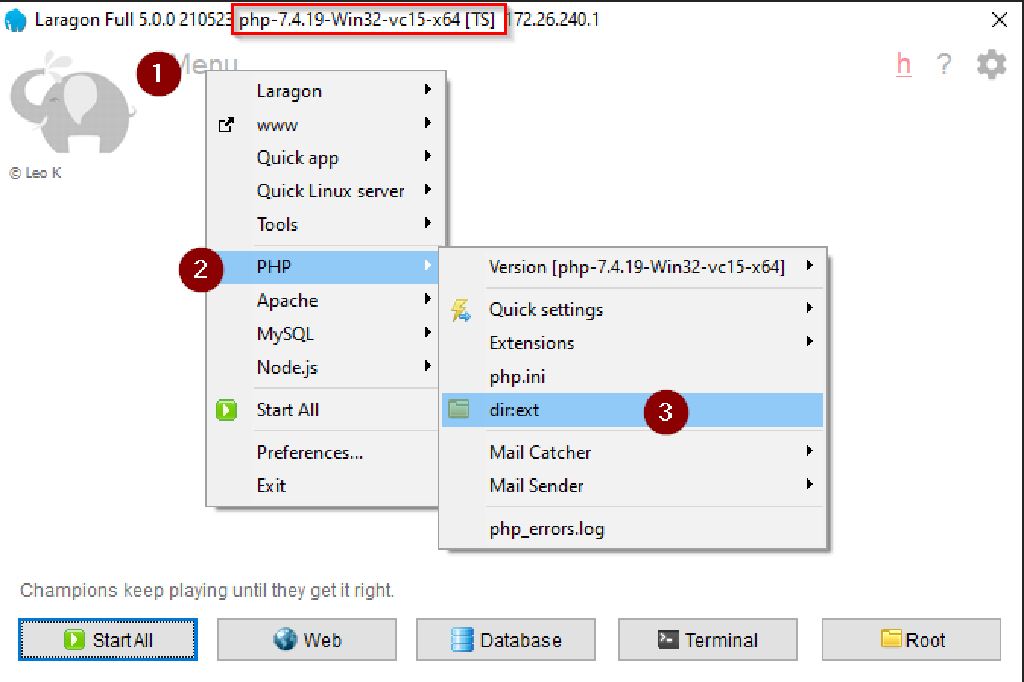 Laragon Full 5.0.0 210523 php-7.4.19-Win32-vc15-x64 [TS] 172.26.240.1
1
Menu
h ?
© Leo K
Laragon
www
Quick app
Quick Linux server
Tools
2
PHP
Apache
MySQL
Node.js
Start All
Preferences...
Exit
Version [php-7.4.19-Win32-vc15-x64]
Quick settings
Extensions
php.ini
dir:ext
3
Mail Catcher
Mail Sender
php_errors.log
Champions keep playing until they get it right.
Start All Web Database Terminal Root